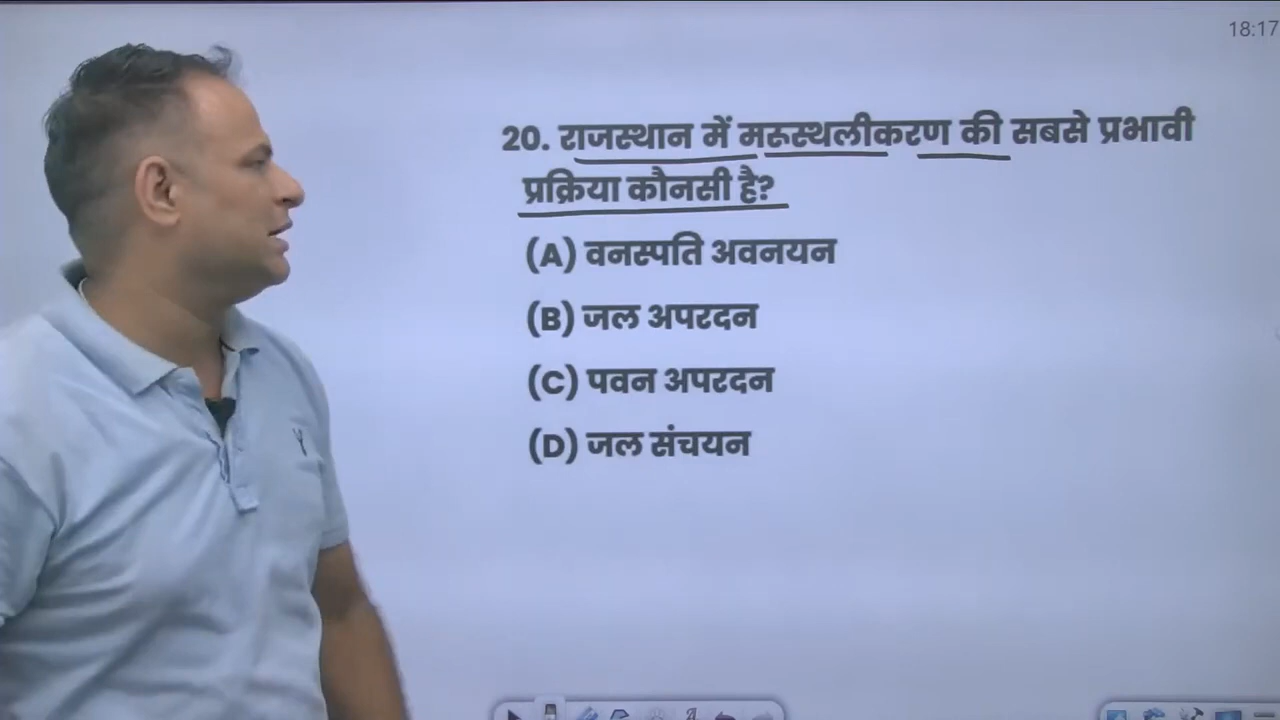 18:17
20. राजस्थान में मरूस्थलीकरण की सबसे प्रभावी
प्रक्रिया कौनसी है?
(A) वनस्पति अवनयन
(B) जल अपरदन
(C) पवन अपरदन
(D) जल संचयन